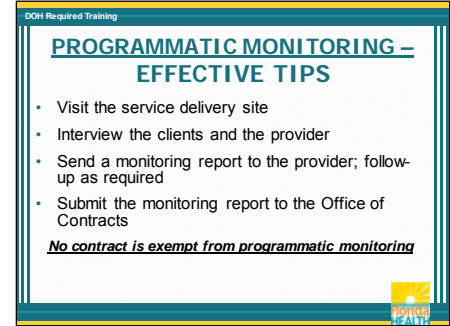 DOH Required Training
PROGRAMMATIC MONITORING –
EFFECTIVE TIPS
• Visit the service delivery site
• Interview the clients and the provider
• Send a monitoring report to the provider; follow-
up as required
• Submit the monitoring report to the Office of
Contracts
No contract is exempt from programmatic monitoring
Florida
HEALTH